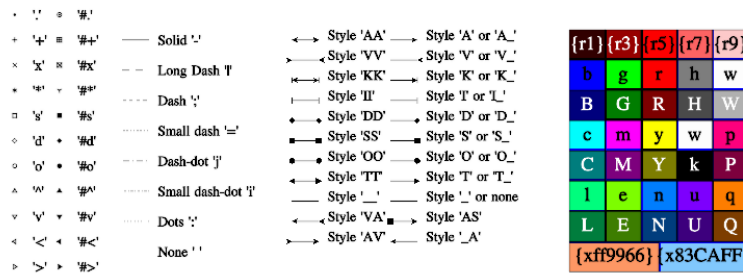 '.' '#.'
'+' '#+'
'x' '#x'
'*' '#*'
's' '#s'
'd' '#d'
'o' '#o'
'^' '#^'
'v' '#v'
'<' '#<'
'>' '#>'
Solid '-'
Long Dash '|'
Dash ';'
Small dash '='
Dash-dot 'j'
Small dash-dot 'i'
Dots ':'
None ' '
Style 'AA' Style 'A' or 'A_'
Style 'VV' Style 'V' or 'V_'
Style 'KK' Style 'K' or 'K_'
Style 'II' Style 'I' or 'I_'
Style 'DD' Style 'D' or 'D_'
Style 'SS' Style 'S' or 'S_'
Style 'OO' Style 'O' or 'O_'
Style 'TT' Style 'T' or 'T_'
Style '__' Style '_' or none
Style 'VA' Style 'AS'
Style 'AV' Style '_A'
{r1} {r3} {r5} {r7} {r9}
b g r h w
B G R H W
c m y w p
C M Y k P
l e n u q
L E N U Q
{xff9966} {x83CAFF